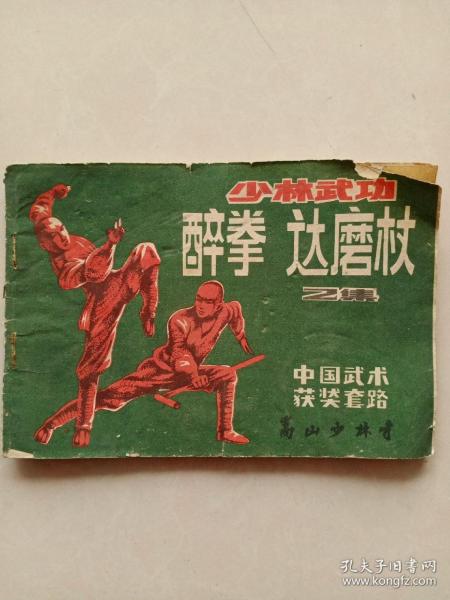 少林武功
醉拳 达磨杖
乙集
中国武术
获奖套路
嵩山少林寺
孔夫子旧书网
www.kongfz.com